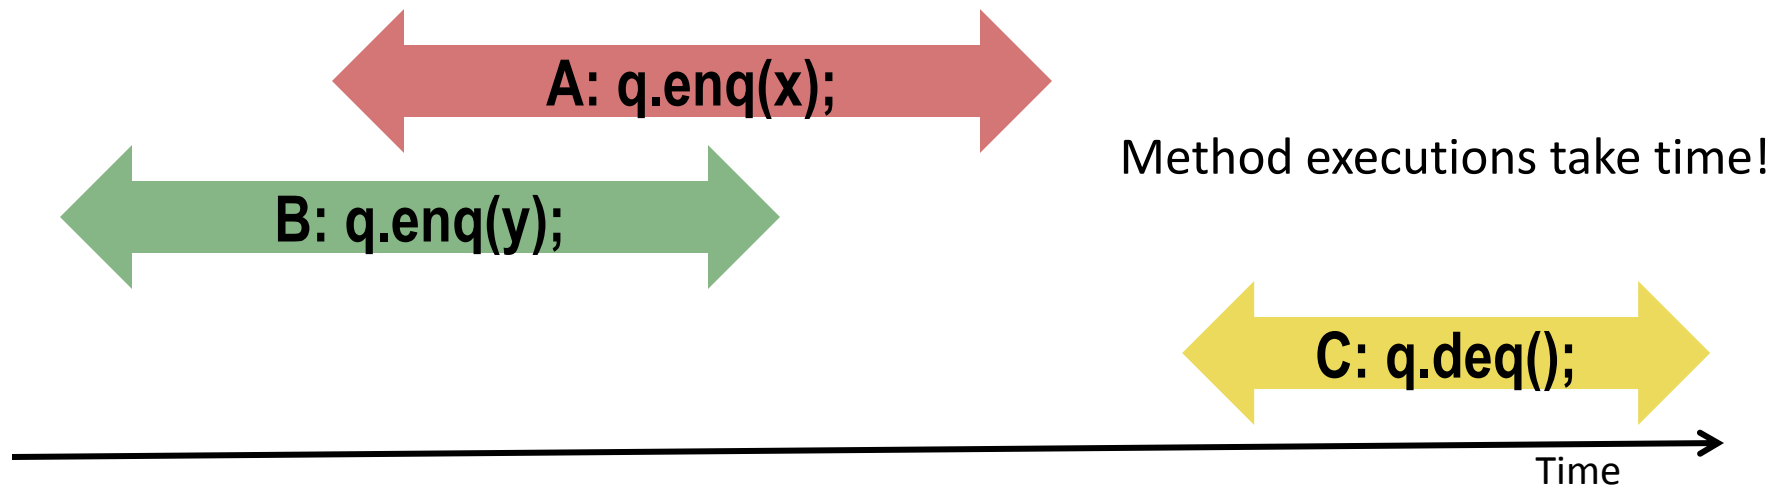 A: q.enq(x);
Method executions take time!
B: q.enq(y);
C: q.deq();
Time